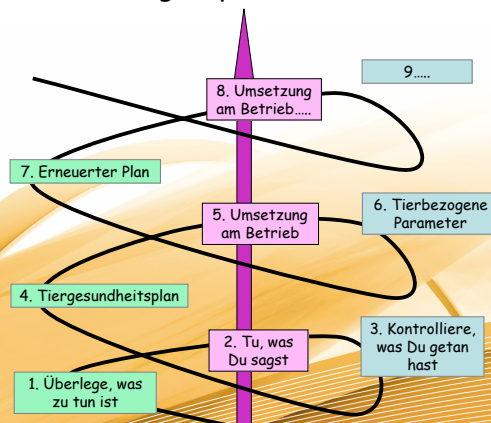 9.....
8. Umsetzung
am Betrieb.....
7. Erneuerter Plan
6. Tierbezogene
Parameter
5. Umsetzung
am Betrieb
4. Tiergesundheitsplan
3. Kontrolliere,
was Du getan
hast
2. Tu, was
Du sagst
1. Überlege, was
zu tun ist